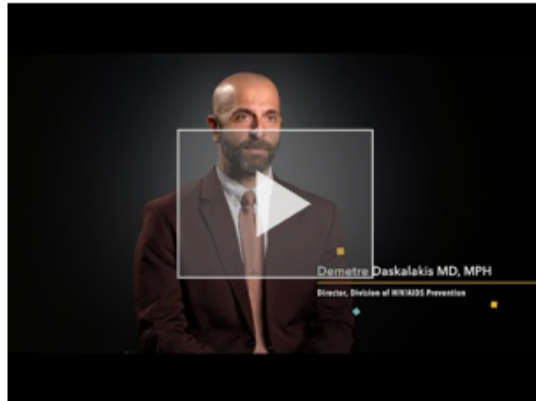 Demetre Daskalakis MD, MPH
Director, Division of HIV/AIDS Prevention